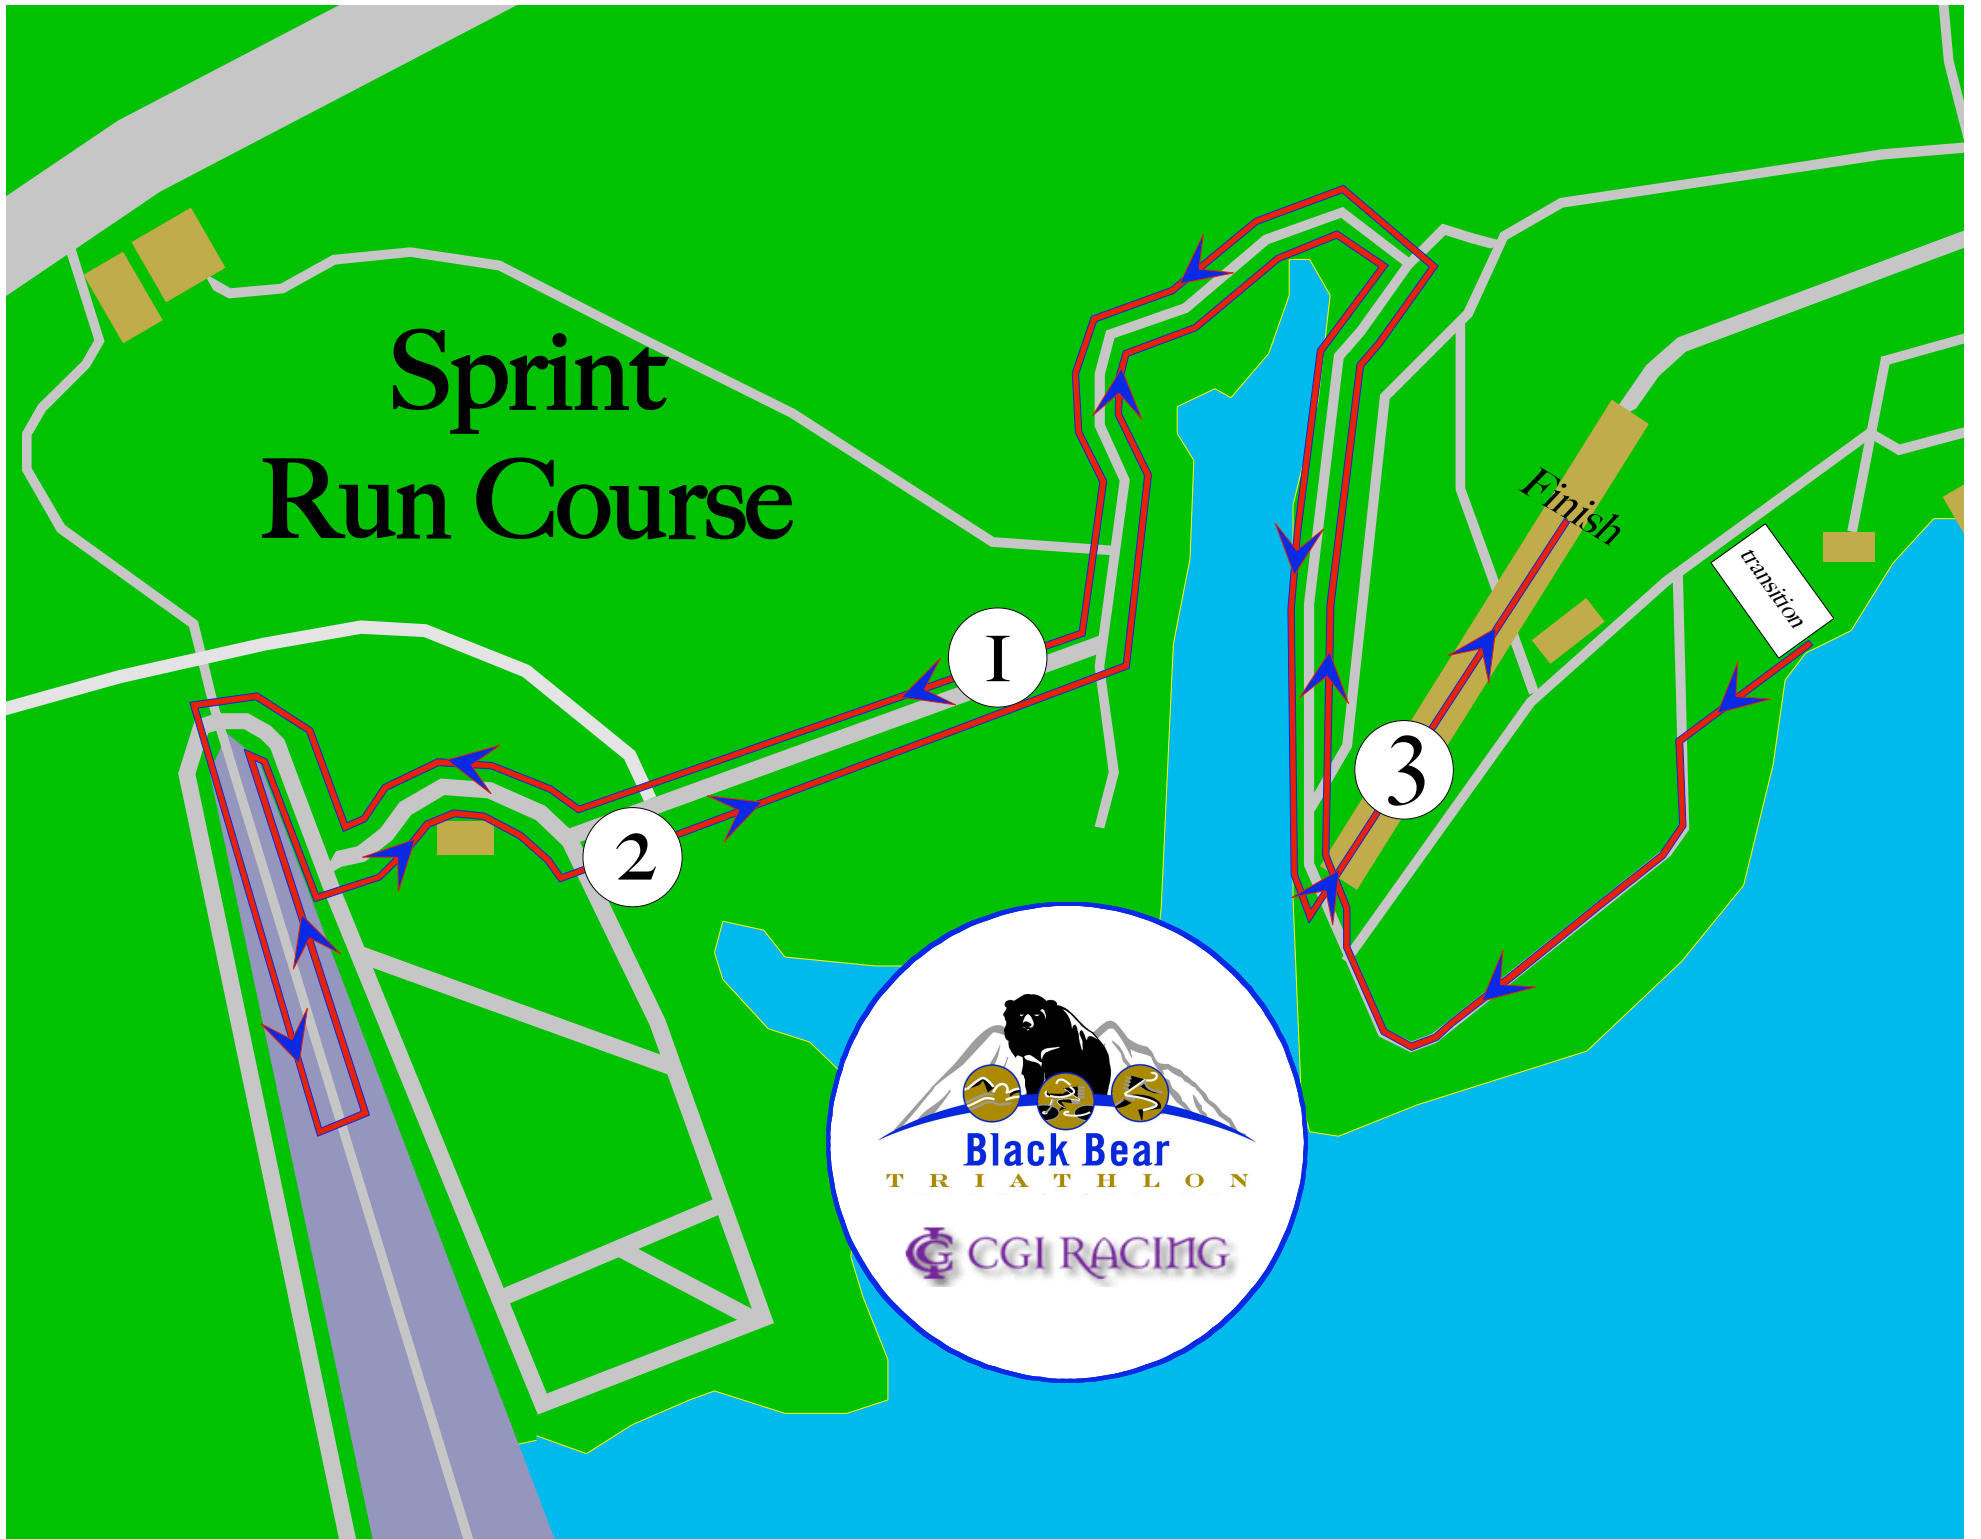 Sprint
Run Course
Finish
transition
1
2
3
Black Bear
TRIATHLON
CGI RACING